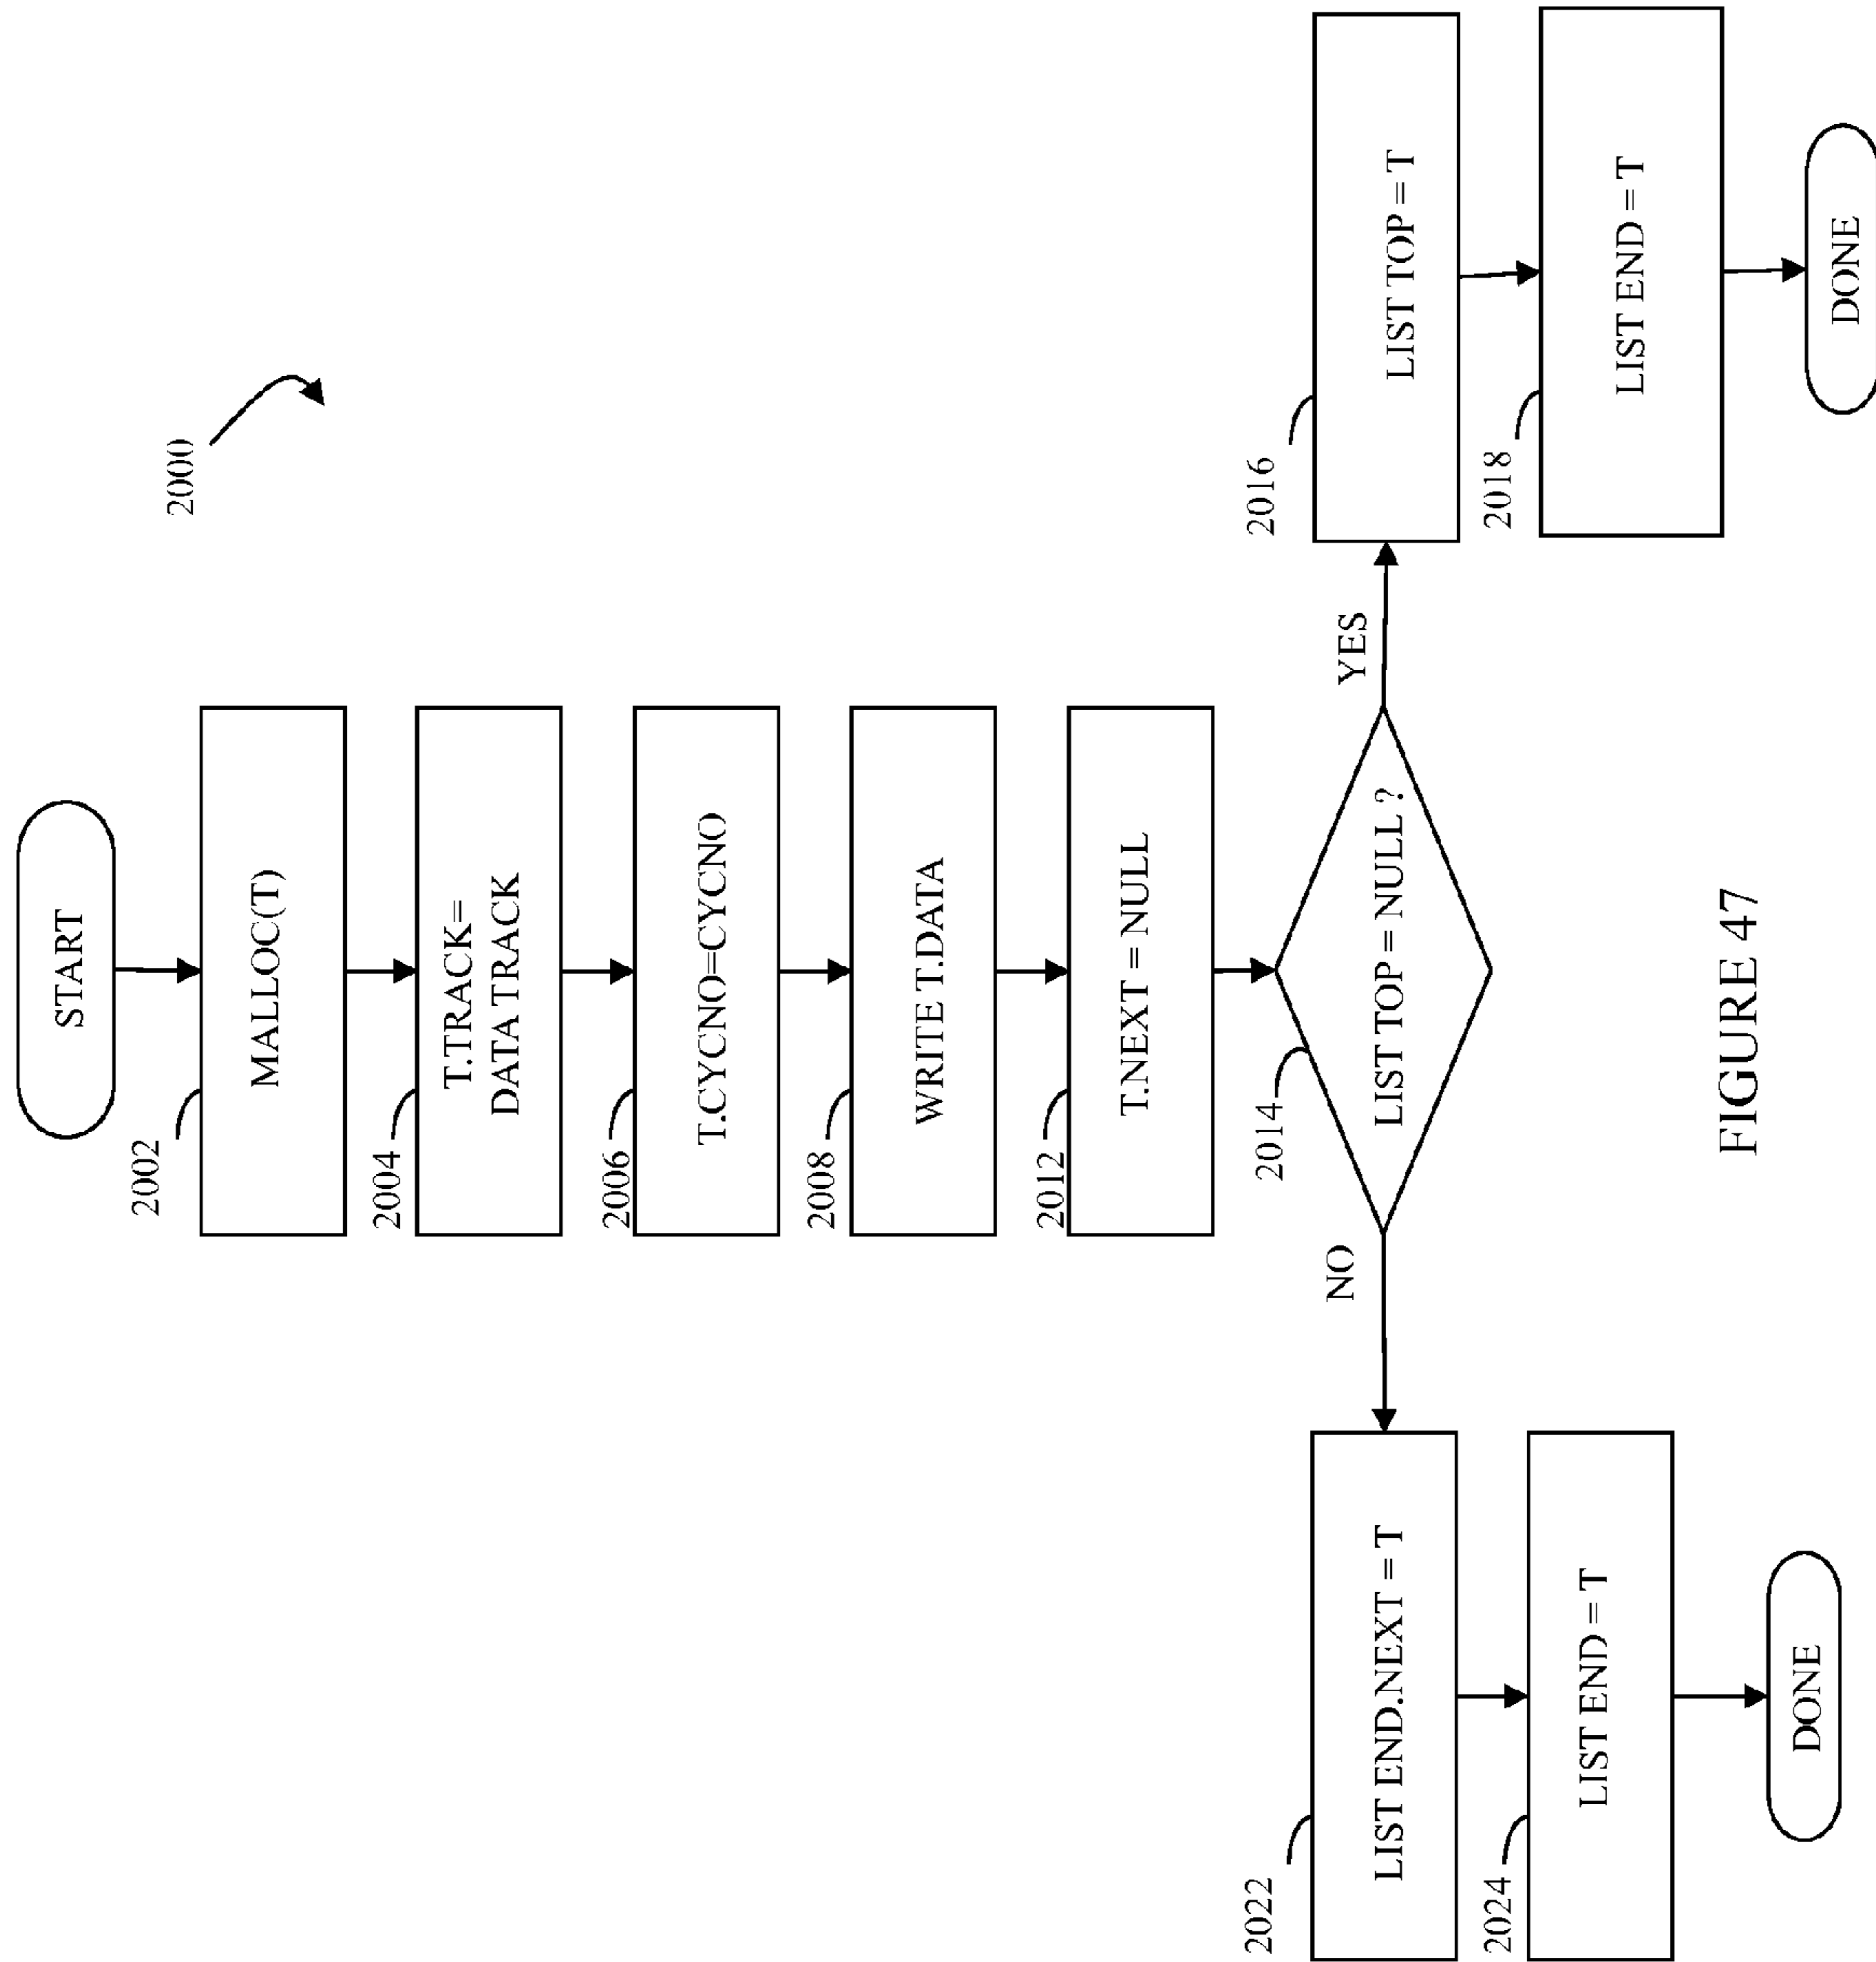 2000
START
2002
MALLOC(T)
2004
T.TRACK=
DATA TRACK
2006
T.CYCNO=CYCNO
2008
WRITE T.DATA
2012
T.NEXT = NULL
2014
LIST TOP = NULL ?
NO
YES
2022
LIST END.NEXT = T
2024
LIST END = T
DONE
2016
LIST TOP = T
2018
LIST END = T
DONE
FIGURE 47